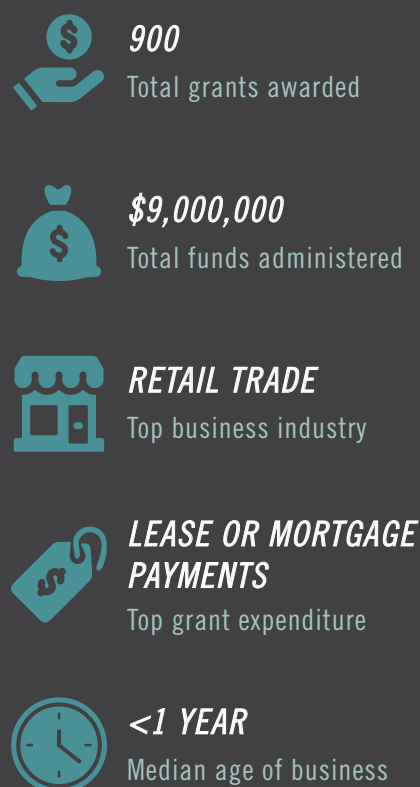 $
900
Total grants awarded
$
$9,000,000
Total funds administered
RETAIL TRADE
Top business industry
$
LEASE OR MORTGAGE
PAYMENTS
Top grant expenditure
<1 YEAR
Median age of business